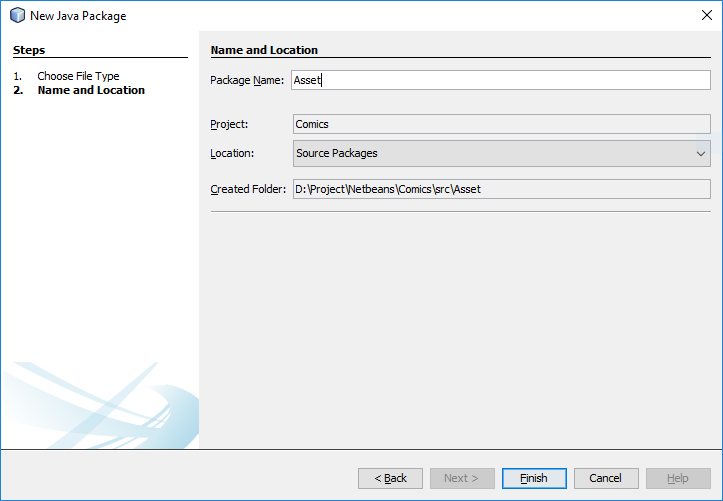 New Java Package
Steps
1. Choose File Type
2. Name and Location
Name and Location
Package Name: Asset
Project: Comics
Location: Source Packages
Created Folder: D:\Project\Netbeans\Comics\src\Asset
< Back Next > Finish Cancel Help